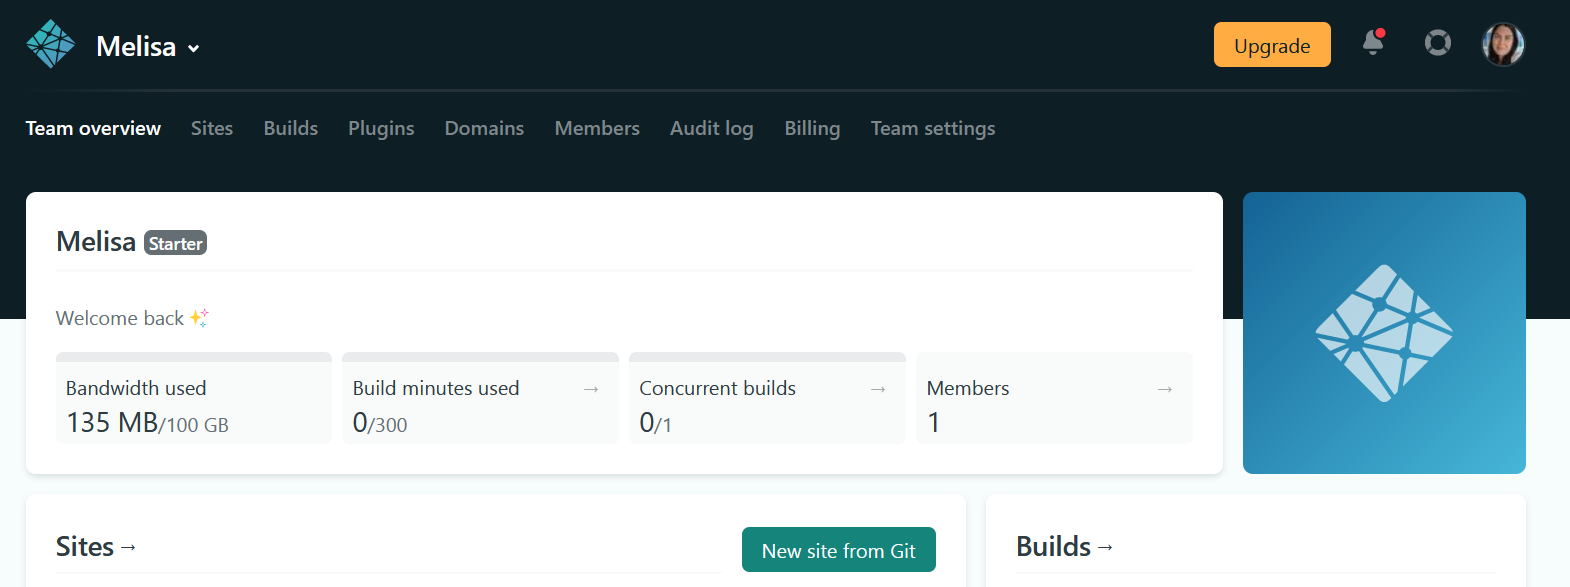 Melisa
Upgrade
Team overview Sites Builds Plugins Domains Members Audit log Billing Team settings
Melisa Starter
Welcome back ✨
Bandwidth used
135 MB/100 GB
Build minutes used →
0/300
Concurrent builds →
0/1
Members →
1
Sites →
New site from Git
Builds →